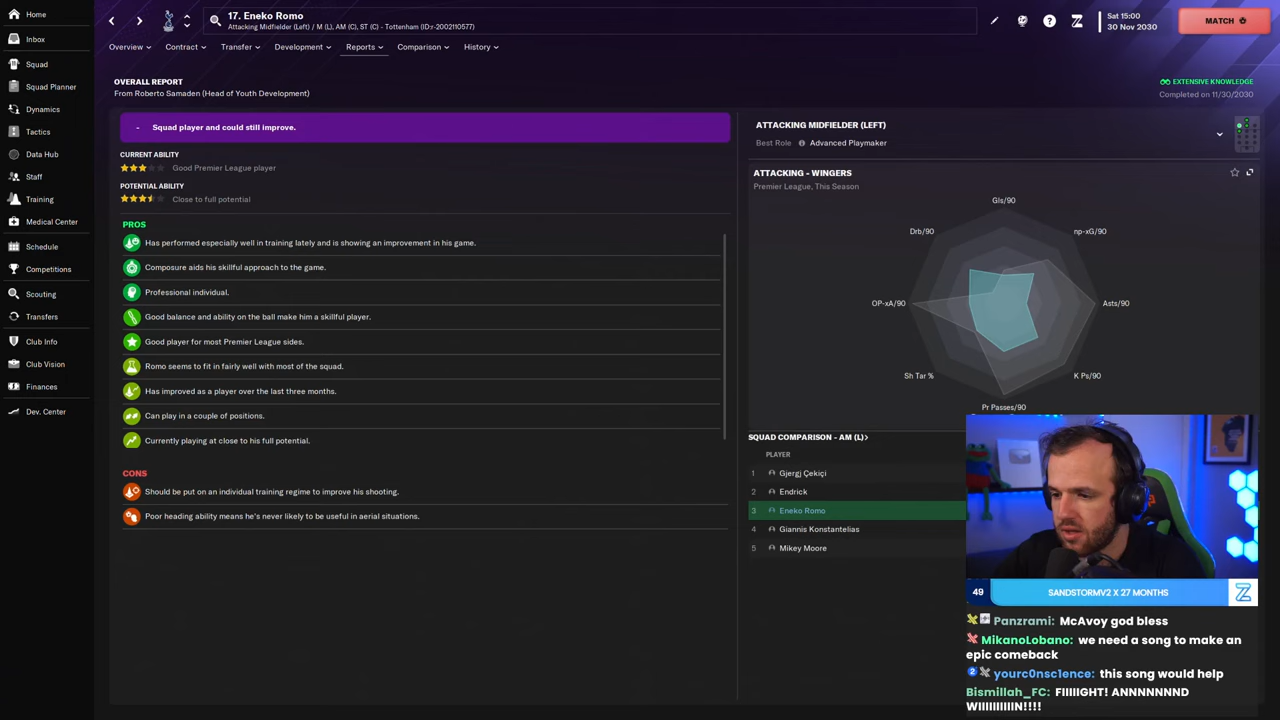 Home
Inbox
Squad
Squad Planner
Dynamics
Tactics
Data Hub
Staff
Training
Medical Center
Schedule
Competitions
Scouting
Transfers
Club Info
Club Vision
Finances
Dev. Center
17. Eneko Romo
Attacking Midfielder (Left) / M (L), AM (C), ST (C) - Tottenham (ID:r-2002110577)
Sat 15:00
30 Nov 2030
MATCH
Overview
Contract
Transfer
Development
Reports
Comparison
History
OVERALL REPORT
From Roberto Samaden (Head of Youth Development)
EXTENSIVE KNOWLEDGE
Completed on 11/30/2030
- Squad player and could still improve.
CURRENT ABILITY
Good Premier League player
POTENTIAL ABILITY
Close to full potential
PROS
Has performed especially well in training lately and is showing an improvement in his game.
Composure aids his skillful approach to the game.
Professional individual.
Good balance and ability on the ball make him a skillful player.
Good player for most Premier League sides.
Romo seems to fit in fairly well with most of the squad.
Has improved as a player over the last three months.
Can play in a couple of positions.
Currently playing at close to his full potential.
CONS
Should be put on an individual training regime to improve his shooting.
Poor heading ability means he's never likely to be useful in aerial situations.
ATTACKING MIDFIELDER (LEFT)
Best Role Advanced Playmaker
ATTACKING - WINGERS
Premier League, This Season
Gls/90
Drb/90
np-xG/90
OP-xA/90
Asts/90
Sh Tar %
K Ps/90
Pr Passes/90
SQUAD COMPARISON - AM (L)>
PLAYER
1 Gjergj Çekiçi
2 Endrick
3 Eneko Romo
4 Giannis Konstantelias
5 Mikey Moore
49 SANDSTORMV2 X 27 MONTHS
Panzrami: McAvoy god bless
MikanoLobano: we need a song to make an
epic comeback
2 yourc0nsc1ence: this song would help
Bismillah_FC: FIIIIIGHT! ANNNNNNND
WIIIIIIIIIN!!!!